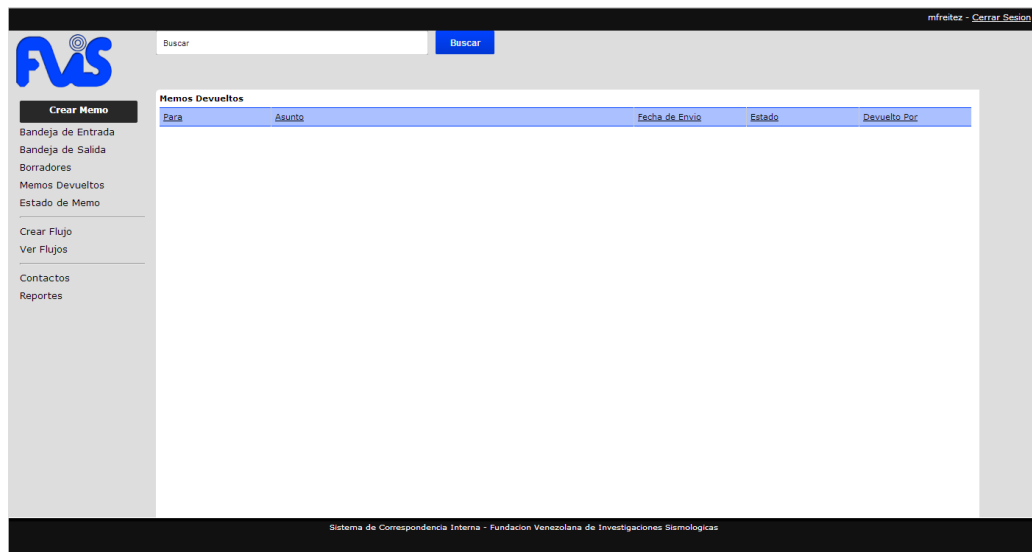 mfreitez - Cerrar Sesion
FViS
Buscar
Buscar
Crear Memo
Bandeja de Entrada
Bandeja de Salida
Borradores
Memos Devueltos
Estado de Memo
Crear Flujo
Ver Flujos
Contactos
Reportes
Memos Devueltos
Para Asunto Fecha de Envio Estado Devuelto Por
Sistema de Correspondencia Interna - Fundacion Venezolana de Investigaciones Sismologicas